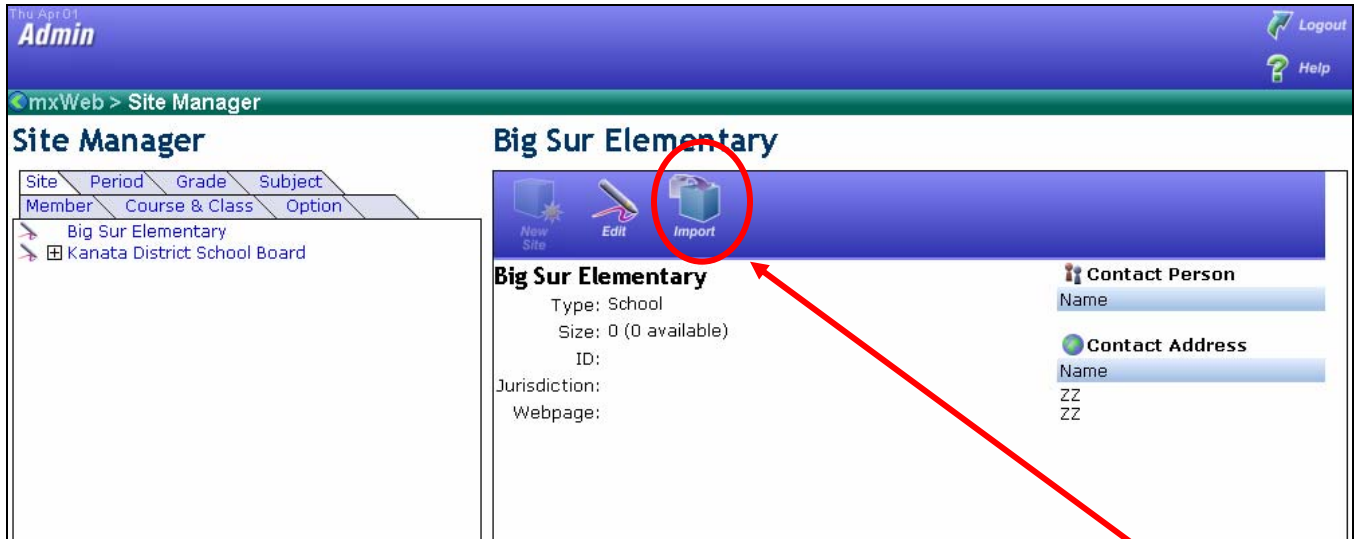 Thu Apr 01
Admin
Logout
Help
mxWeb > Site Manager
Site Manager
Site Period Grade Subject
Member Course & Class Option
Big Sur Elementary
Kanata District School Board
Big Sur Elementary
New Site
Edit
Import
Big Sur Elementary
Type: School
Size: 0 (0 available)
ID:
Jurisdiction:
Webpage:
Contact Person
Name
Contact Address
Name
ZZ
ZZ